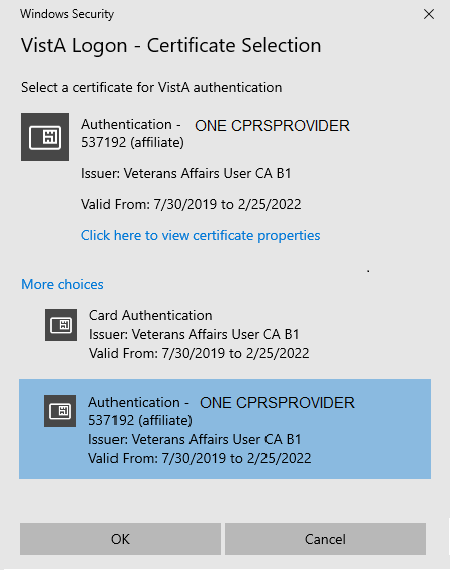 Windows Security
VistA Logon - Certificate Selection
Select a certificate for VistA authentication
Authentication - ONE CPRSPROVIDER
537192 (affiliate)
Issuer: Veterans Affairs User CA B1
Valid From: 7/30/2019 to 2/25/2022
Click here to view certificate properties
More choices
Card Authentication
Issuer: Veterans Affairs User CA B1
Valid From: 7/30/2019 to 2/25/2022
Authentication - ONE CPRSPROVIDER
537192 (affiliate)
Issuer: Veterans Affairs User CA B1
Valid From: 7/30/2019 to 2/25/2022
OK
Cancel